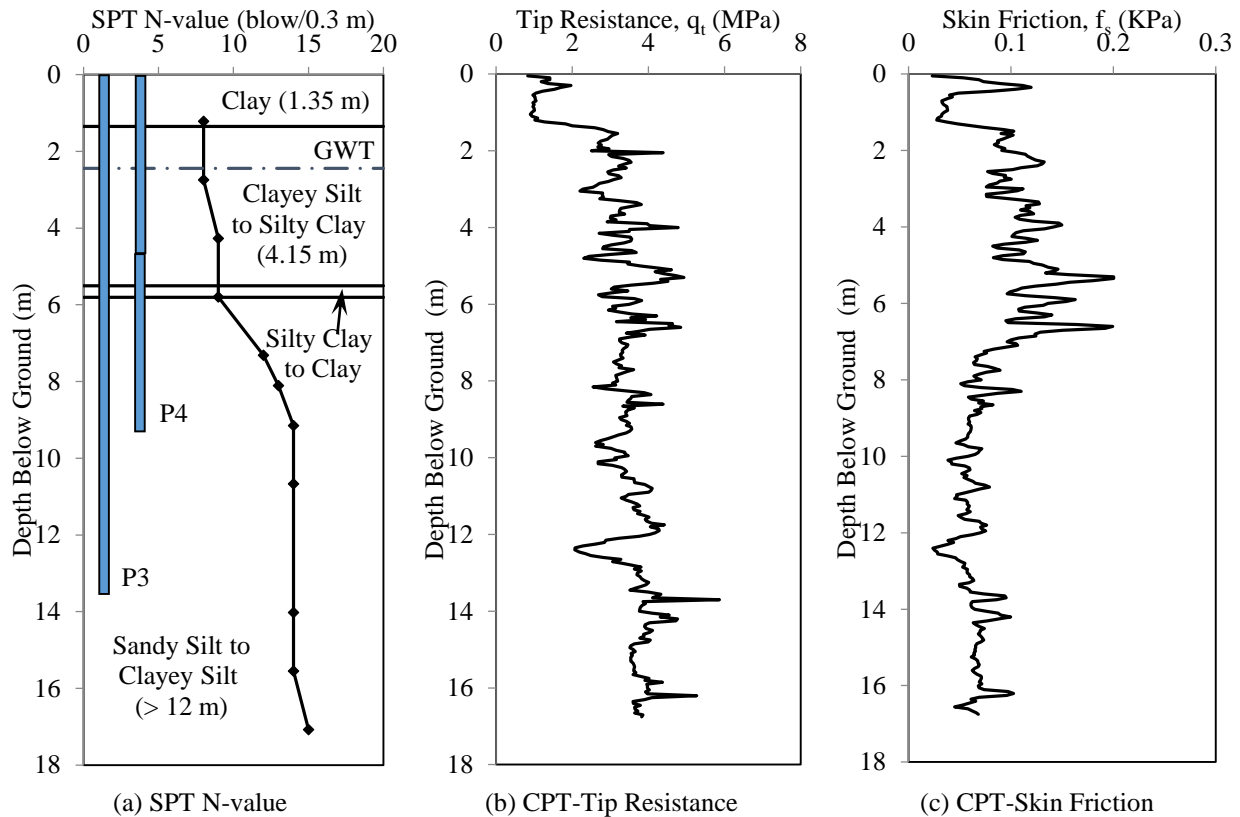 SPT N-value (blow/0.3 m)
0 5 10 15 20
0
2
4
6
8
10
12
14
16
18
Depth Below Ground (m)
Clay (1.35 m)
GWT
Clayey Silt
to Silty Clay
(4.15 m)
Silty Clay
to Clay
P4
P3
Sandy Silt to
Clayey Silt
(> 12 m)
(a) SPT N-value
Tip Resistance, qt (MPa)
0 2 4 6 8
0
2
4
6
8
10
12
14
16
18
Depth Below Ground (m)
(b) CPT-Tip Resistance
Skin Friction, fs (KPa)
0 0.1 0.2 0.3
0
2
4
6
8
10
12
14
16
18
Depth Below Ground (m)
(c) CPT-Skin Friction